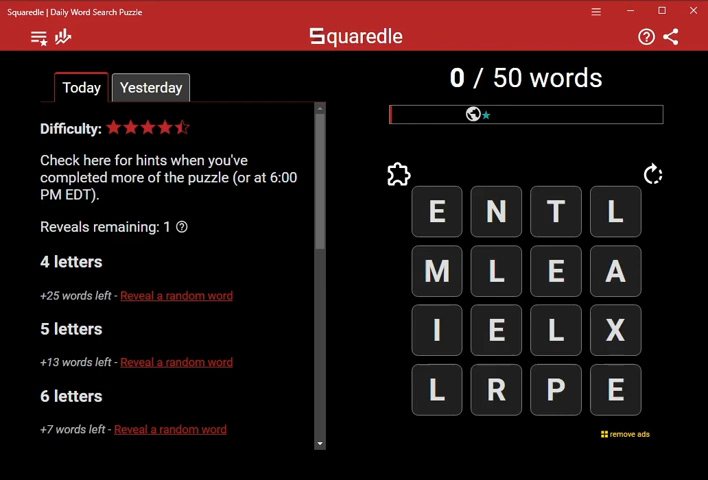 Squaredle | Daily Word Search Puzzle
Squaredle
Today
Yesterday
Difficulty:
Check here for hints when you've
completed more of the puzzle (or at 6:00
PM EDT).
Reveals remaining: 1
4 letters
+25 words left - Reveal a random word
5 letters
+13 words left - Reveal a random word
6 letters
+7 words left - Reveal a random word
0 / 50 words
E N T L
M L E A
I E L X
L R P E
remove ads